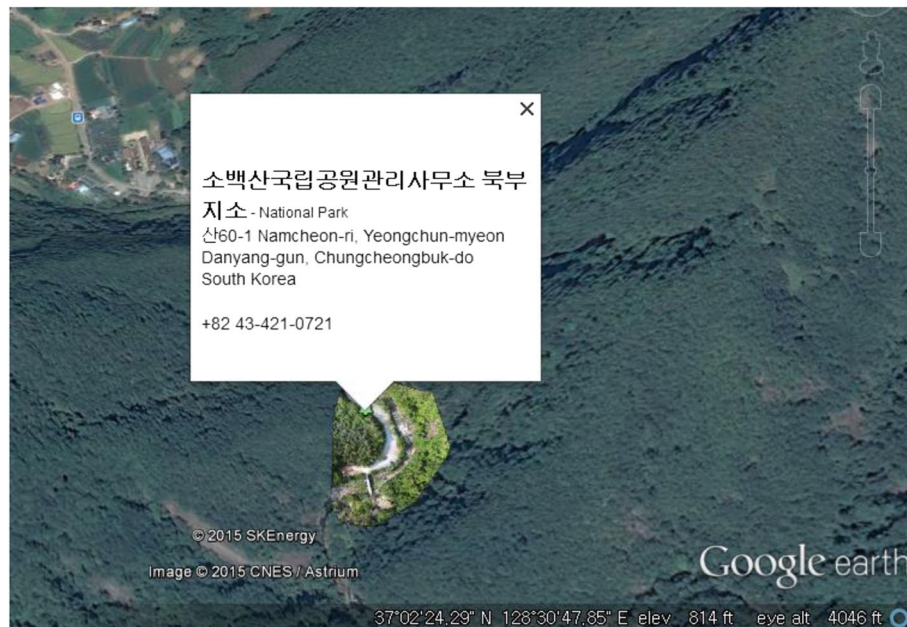 소백산국립공원관리사무소 북부
지소 - National Park
산60-1 Namcheon-ri, Yeongchun-myeon
Danyang-gun, Chungcheongbuk-do
South Korea
+82 43-421-0721
© 2015 SKEnergy
Image © 2015 CNES / Astrium
Google earth
37°02'24.29" N 128°30'47.85" E elev 814 ft eye alt 4046 ft